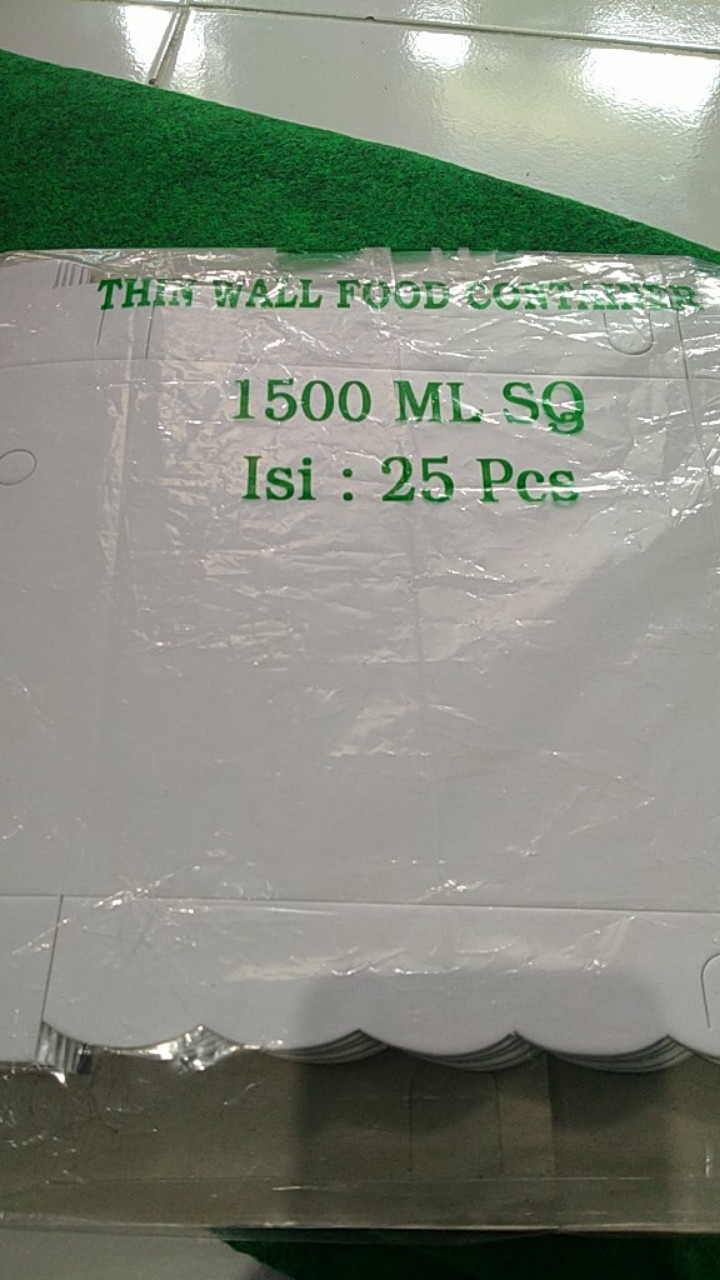 THIN WALL FOOD CONTAINER
1500 ML SQ
Isi : 25 Pcs